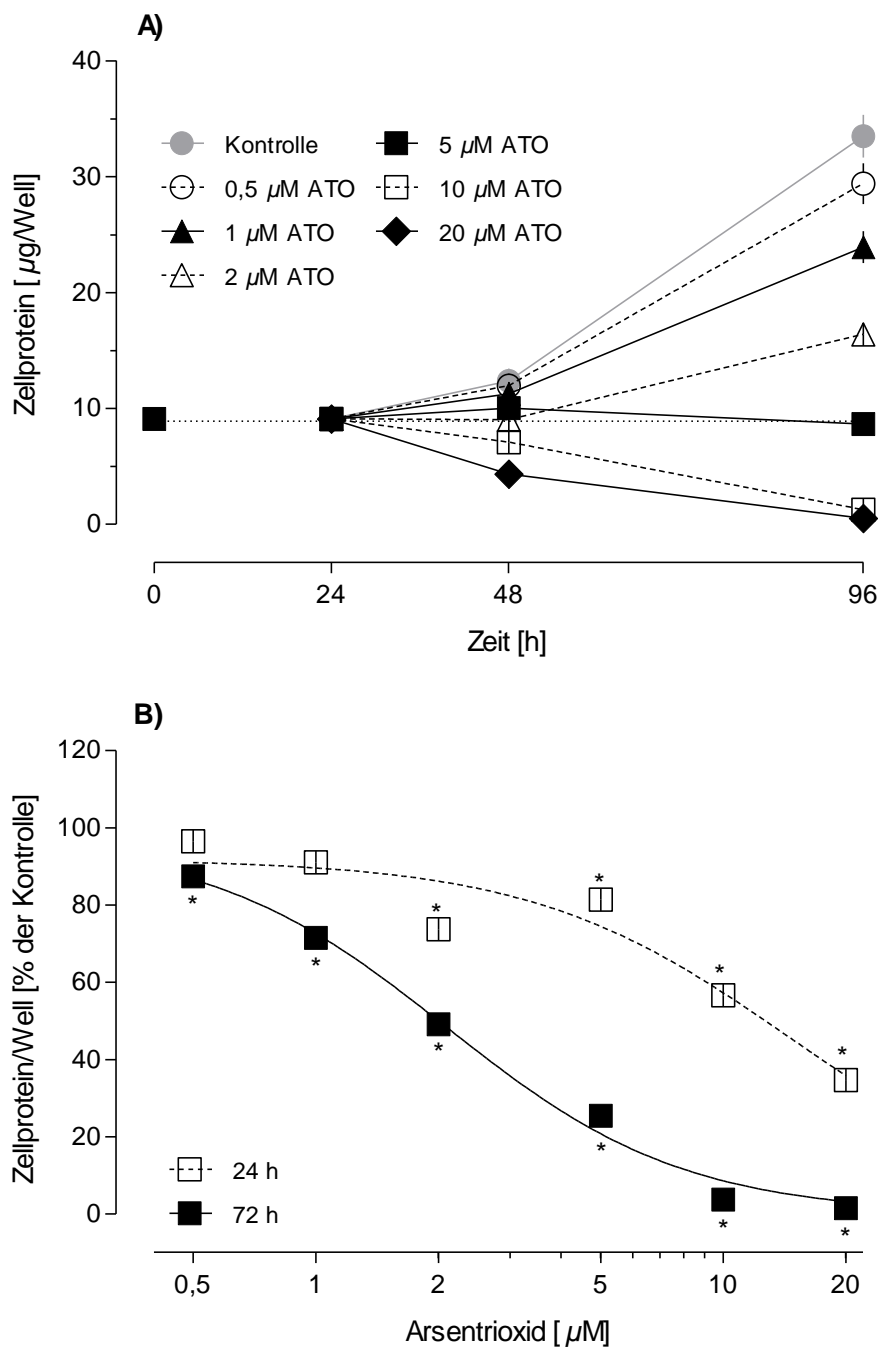 A)
Zellprotein [ µg/Well]
40
30
20
10
0
Kontrolle
0,5 µM ATO
1 µM ATO
2 µM ATO
5 µM ATO
10 µM ATO
20 µM ATO
0 24 48 96
Zeit [h]
B)
Zellprotein/Well [% der Kontrolle]
120
100
80
60
40
20
0
* * * * * * * * * *
24 h
72 h
0,5 1 2 5 10 20
Arsentrioxid [ µM]